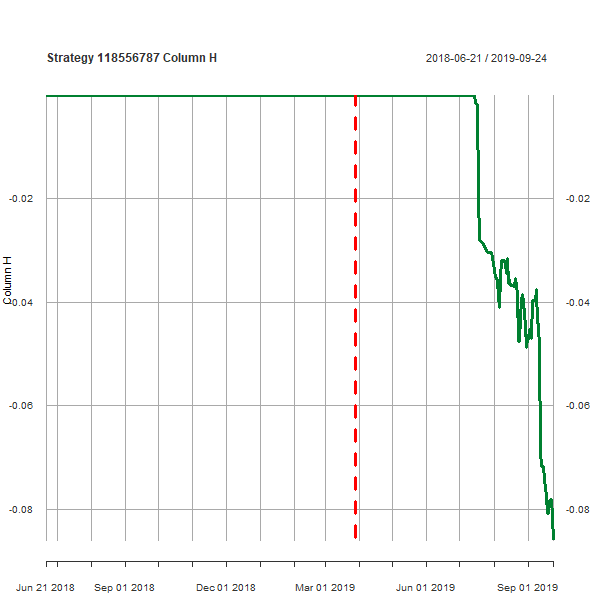 Strategy 118556787 Column H
2018-06-21 / 2019-09-24
-0.02
-0.04
-0.06
-0.08
Column H
-0.02
-0.04
-0.06
-0.08
Jun 21 2018
Sep 01 2018
Dec 01 2018
Mar 01 2019
Jun 01 2019
Sep 01 2019